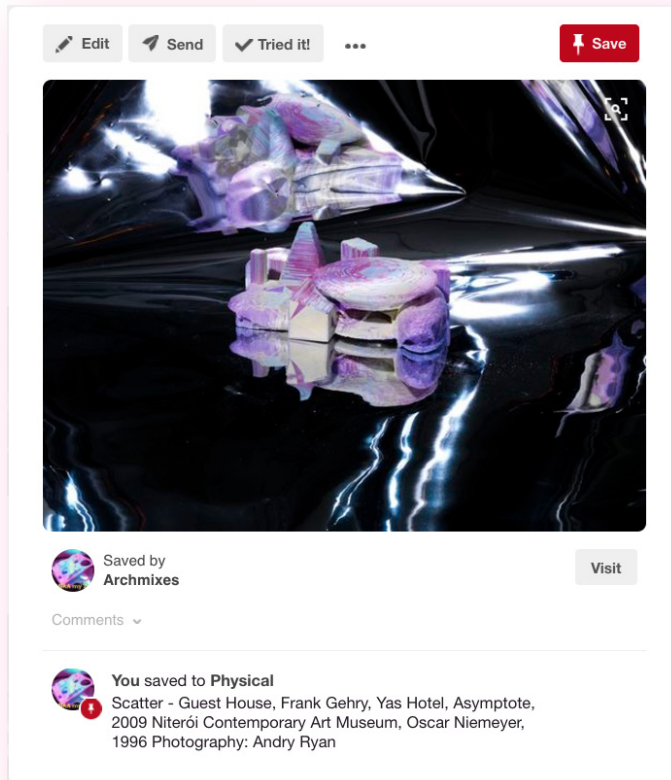 Edit Send Tried it! Save
Saved by
Archmixes
Visit
Comments
You saved to Physical
Scatter - Guest House, Frank Gehry, Yas Hotel, Asymptote,
2009 Niterói Contemporary Art Museum, Oscar Niemeyer,
1996 Photography: Andry Ryan